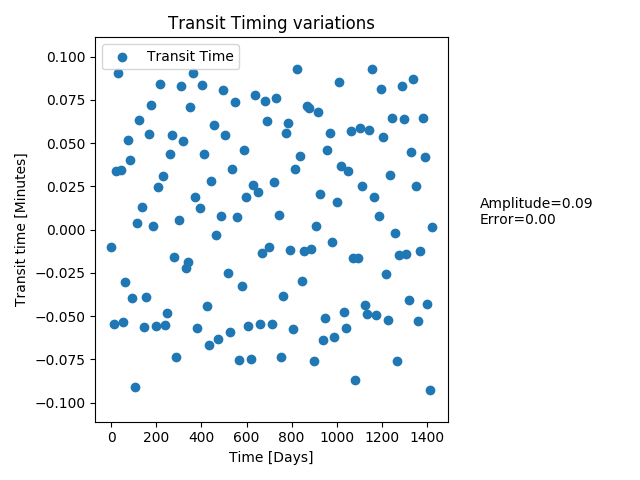 Transit Timing variations
Transit Time
0.100
0.075
0.050
0.025
0.000
−0.025
−0.050
−0.075
−0.100
Transit time [Minutes]
0 200 400 600 800 1000 1200 1400
Time [Days]
Amplitude=0.09
Error=0.00